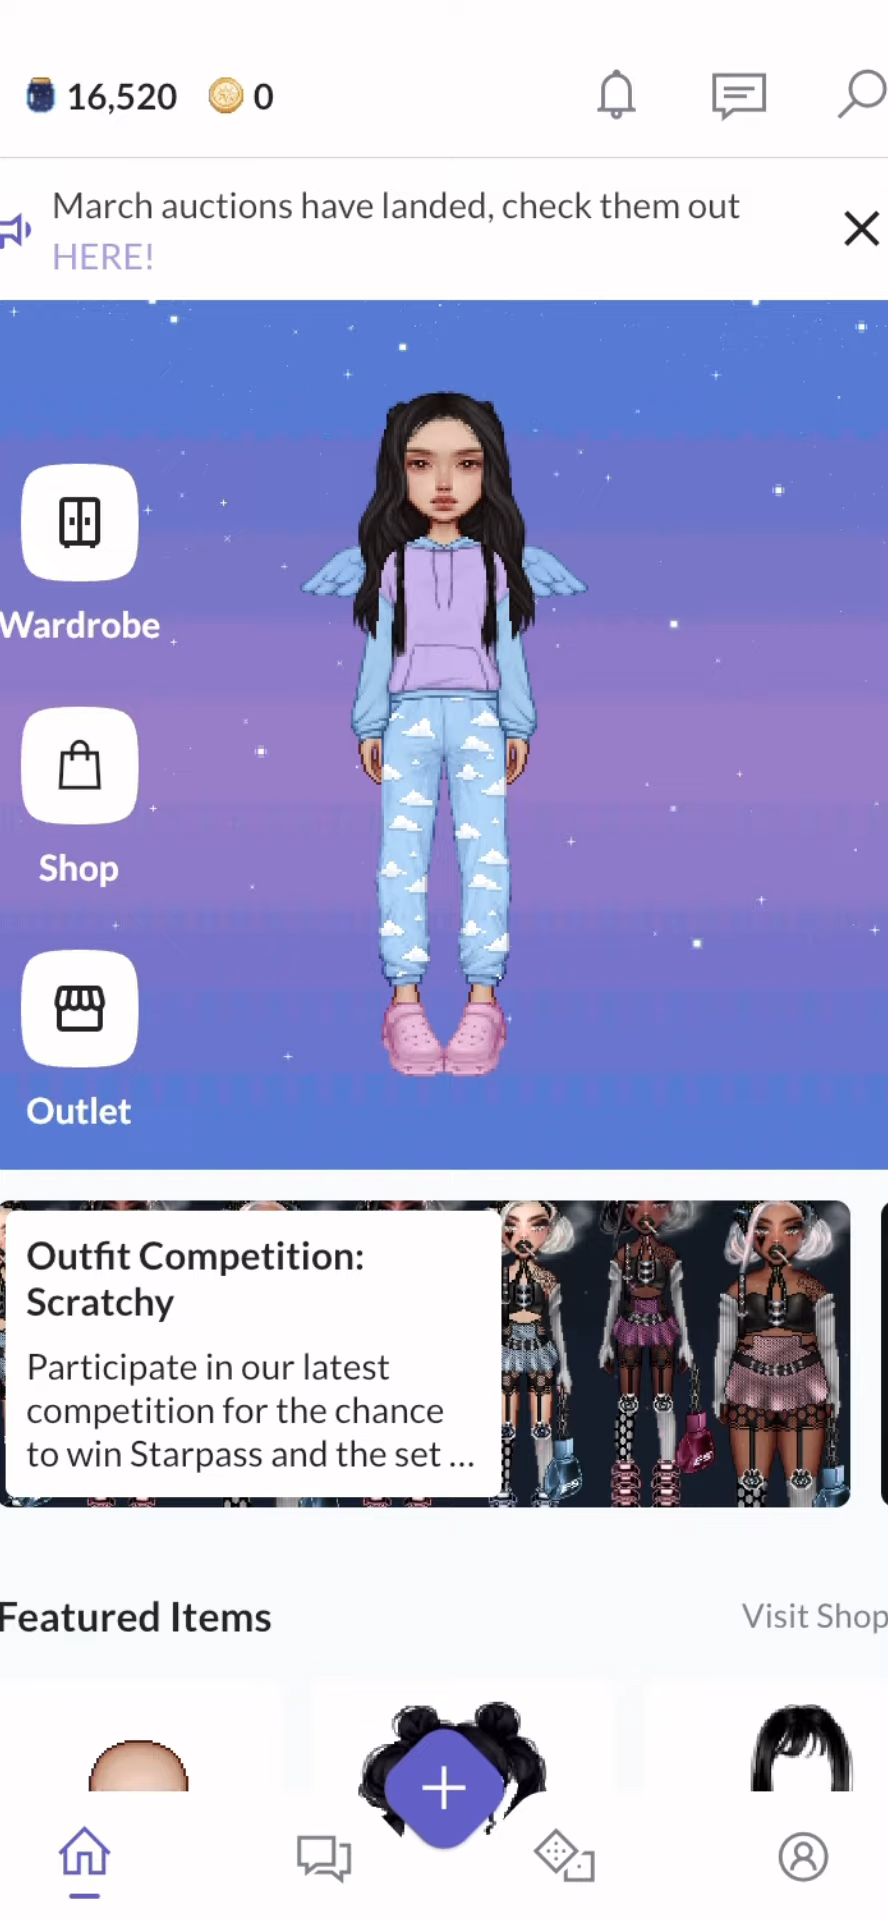 16,520 0
March auctions have landed, check them out
HERE!
Wardrobe
Shop
Outlet
Outfit Competition:
Scratchy
Participate in our latest
competition for the chance
to win Starpass and the set ...
Featured Items
Visit Shop